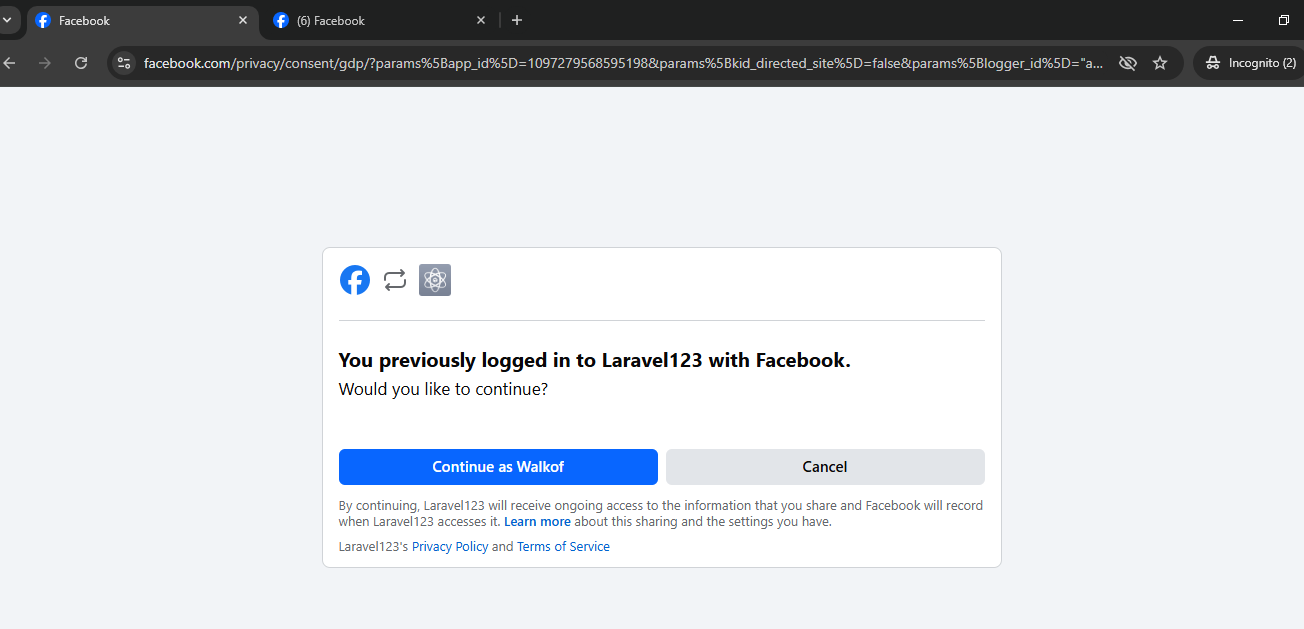 Facebook
(6) Facebook
facebook.com/privacy/consent/gdp/?params%5Bapp_id%5D=1097279568595198&params%5Bkid_directed_site%5D=false&params%5Blogger_id%5D="a...
Incognito (2)
You previously logged in to Laravel123 with Facebook.
Would you like to continue?
Continue as Walkof
Cancel
By continuing, Laravel123 will receive ongoing access to the information that you share and Facebook will record
when Laravel123 accesses it. Learn more about this sharing and the settings you have.
Laravel123's Privacy Policy and Terms of Service